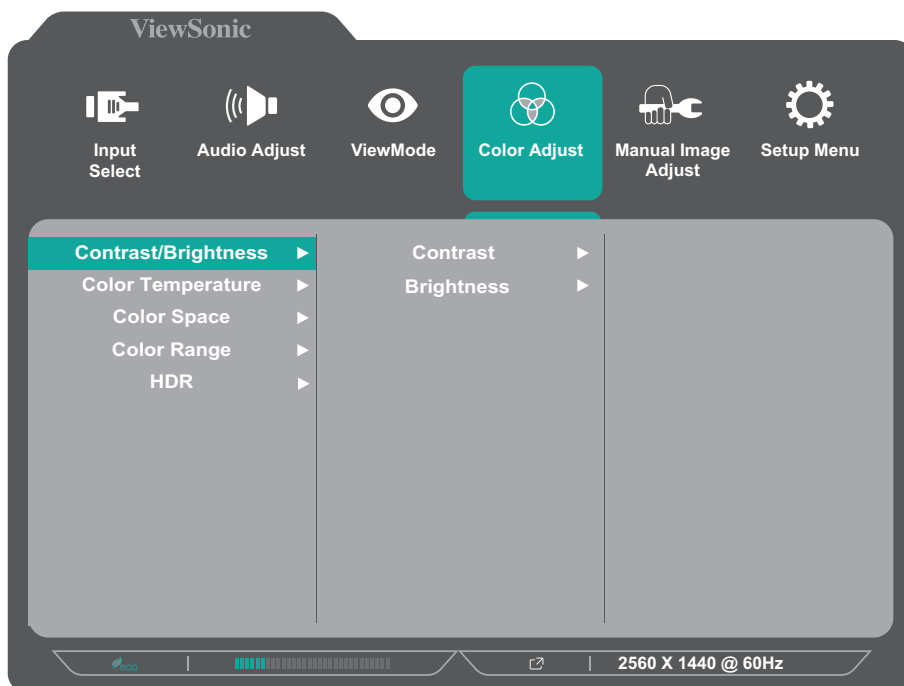 ViewSonic
Input Select
Audio Adjust
ViewMode
Color Adjust
Manual Image Adjust
Setup Menu
Contrast/Brightness
Contrast
Color Temperature
Brightness
Color Space
Color Range
HDR
eco
2560 X 1440 @ 60Hz